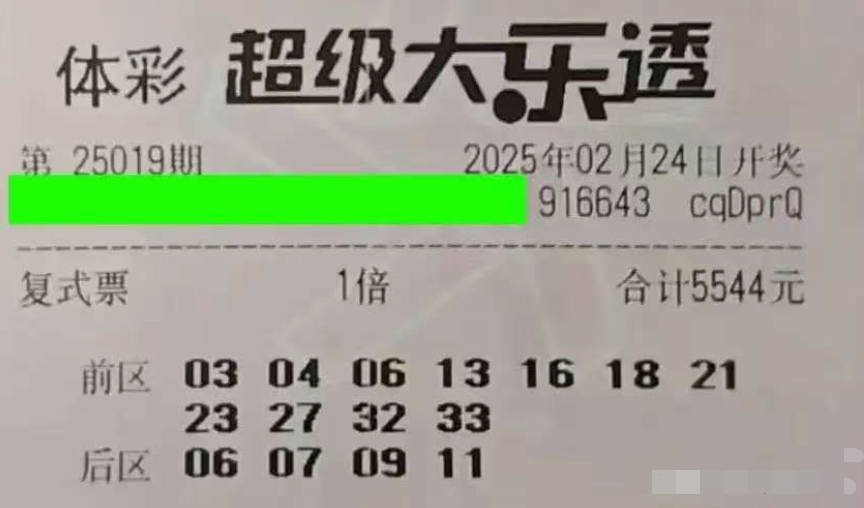 体彩 超级大乐透
第 25019期 2025年02月24日开奖
916643 cqDprQ
复式票 1倍 合计5544元
前区 03 04 06 13 16 18 21
23 27 32 33
后区 06 07 09 11